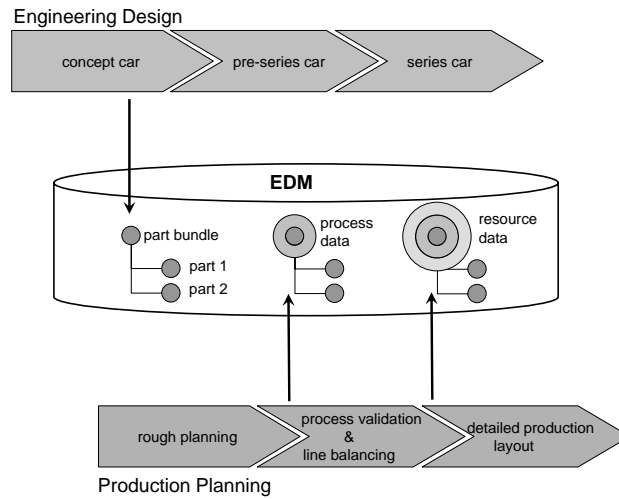 Engineering Design
concept car
pre-series car
series car
EDM
part bundle
part 1
part 2
process
data
resource
data
rough planning
process validation
&
line balancing
detailed production
layout
Production Planning